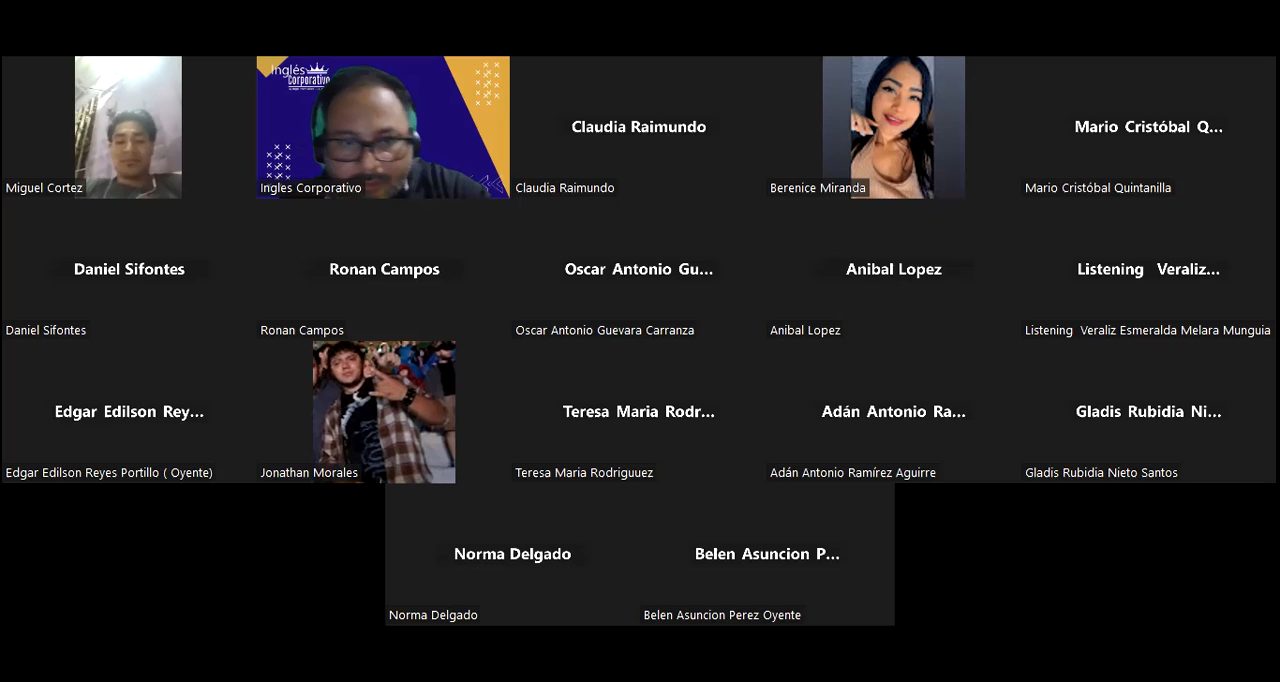 Inglés
Corporativo
Miguel Cortez
Ingles Corporativo
Claudia Raimundo
Claudia Raimundo
Berenice Miranda
Mario Cristóbal Q...
Mario Cristóbal Quintanilla
Daniel Sifontes
Daniel Sifontes
Ronan Campos
Ronan Campos
Oscar Antonio Gu...
Oscar Antonio Guevara Carranza
Anibal Lopez
Anibal Lopez
Listening Veraliz...
Listening Veraliz Esmeralda Melara Munguia
Edgar Edilson Rey...
Edgar Edilson Reyes Portillo ( Oyente)
Jonathan Morales
Teresa Maria Rodr...
Teresa Maria Rodriguuez
Adán Antonio Ra...
Adán Antonio Ramírez Aguirre
Gladis Rubidia Ni...
Gladis Rubidia Nieto Santos
Norma Delgado
Norma Delgado
Belen Asuncion P...
Belen Asuncion Perez Oyente